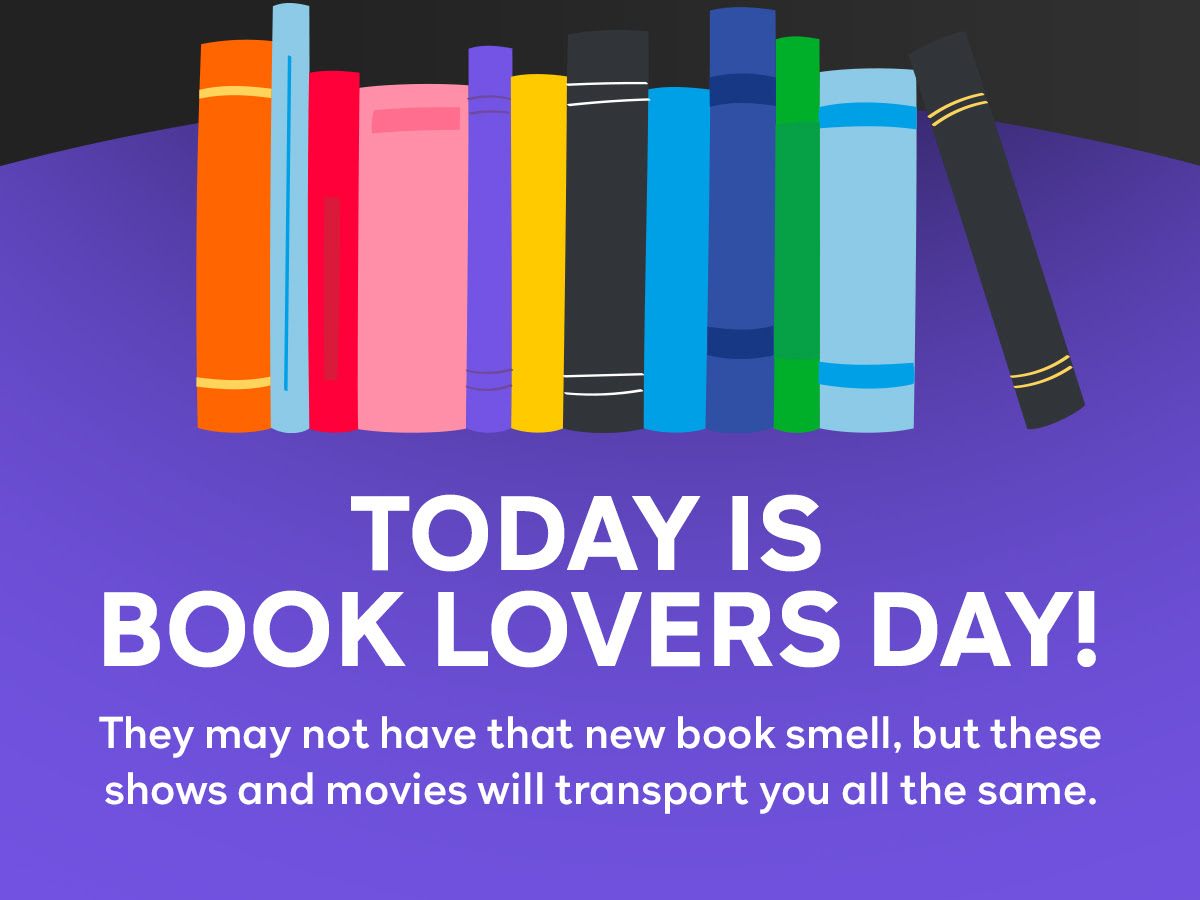 TODAY IS
BOOK LOVERS DAY!
They may not have that new book smell, but these
shows and movies will transport you all the same.